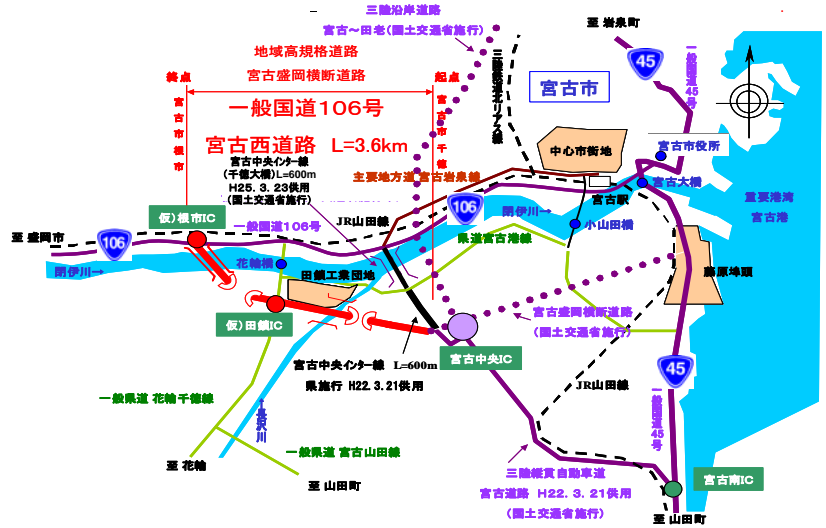 三陸沿岸道路
宮古～田老(国土交通省施行)
至 岩泉町
地域高規格道路
宮古盛岡横断道路
終点
起点
宮古市根市
宮古市千徳
一般国道106号
宮古西道路 L=3.6km
三陸鉄道北リアス線
宮古市
45
一般国道45号
宮古市役所
中心市街地
宮古中央インター線
(千徳大橋)L=600m
H25.3.23供用
(国土交通省施行)
主要地方道 宮古岩泉線
宮古大橋
宮古駅
重要港湾
宮古港
仮)根市IC
一般国道106号
JR山田線
106
閉伊川→
小山田橋
至 盛岡市
106
県道宮古港線
閉伊川→
花輪橋
田鎖工業団地
藤原埠頭
仮)田鎖IC
宮古盛岡横断道路
(国土交通省施行)
宮古中央IC
宮古中央インター線 L=600m
県施行 H22.3.21供用
45
JR山田線
一般国道45号
一般県道 花輪千徳線
←長沢川
一般県道 宮古山田線
至 花輪
至 山田町
三陸縦貫自動車道
宮古道路 H22.3.21供用
(国土交通省施行)
宮古南IC
至 山田町